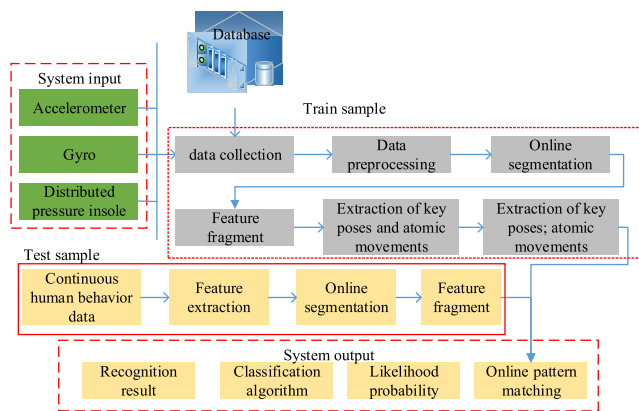 Database
System input
Accelerometer
Gyro
Distributed
pressure insole
Train sample
data collection
Data
preprocessing
Online
segmentation
Feature
fragment
Extraction of key
poses and atomic
movements
Extraction of key
poses; atomic
movements
Test sample
Continuous
human behavior
data
Feature
extraction
Online
segmentation
Feature
fragment
System output
Recognition
result
Classification
algorithm
Likelihood
probability
Online pattern
matching